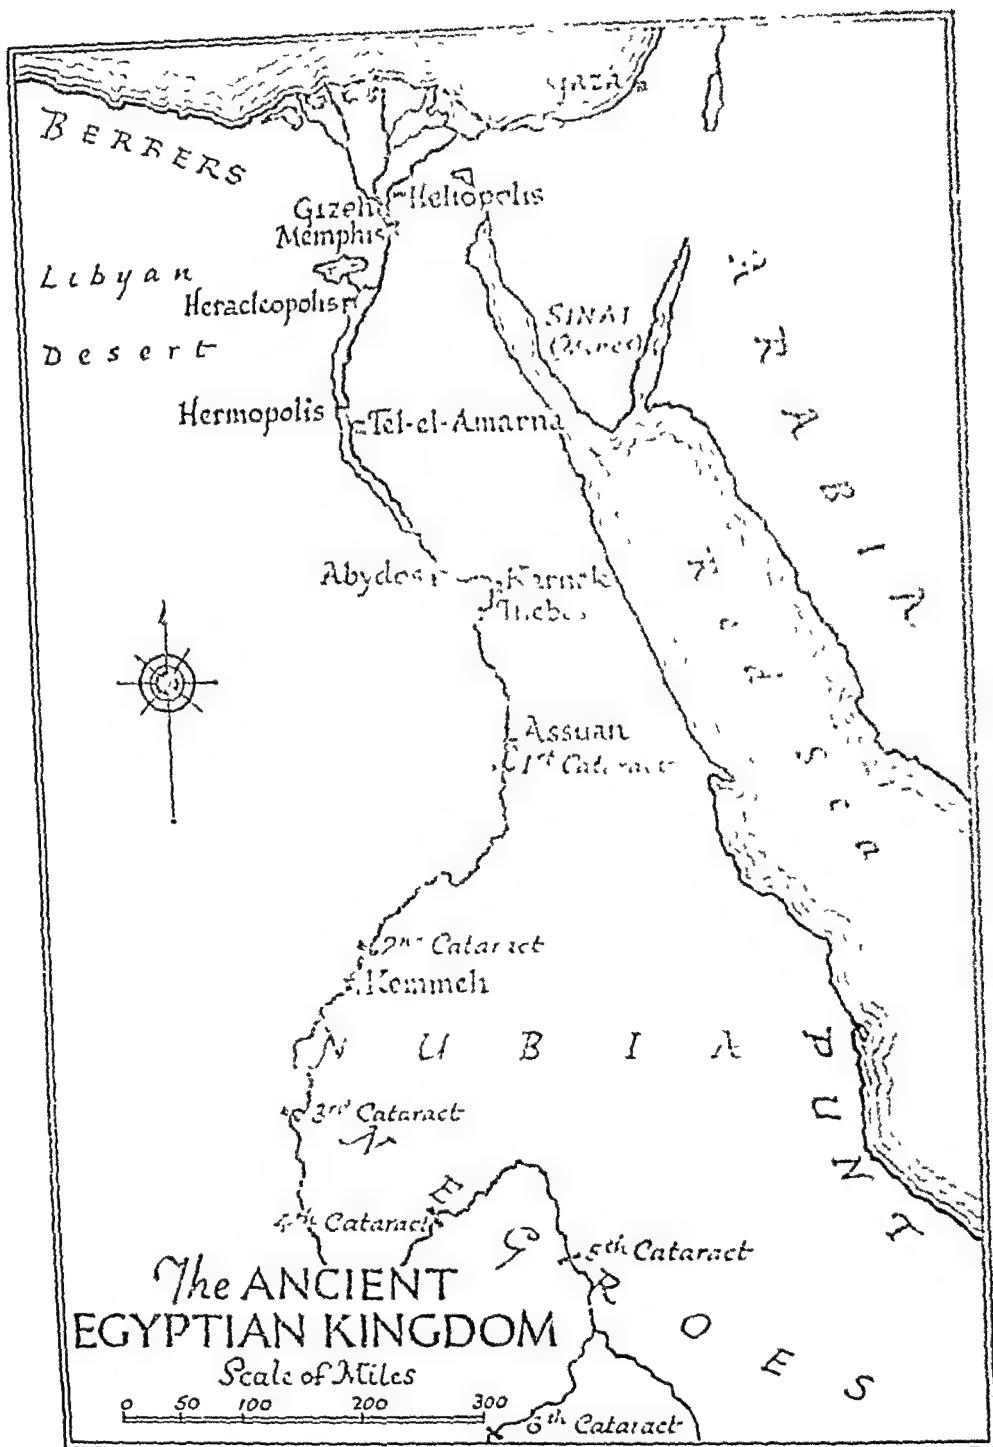 GAZA
BERBERS
Heliopolis
Gizeh
Memphis
Libyan
ARABIA
Heracleopolis
SINAI
(Mines)
Desert
Hermopolis
Tel-el-Amarna
Abydos
Karnak
Thebes
Red Sea
Assuan
1st Cataract
2nd Cataract
Kemmeh
NUBIA
PUNT
3rd Cataract
NEGROES
4th Cataract
5th Cataract
The ANCIENT
EGYPTIAN KINGDOM
Scale of Miles
0 50 100 200 300
6th Cataract